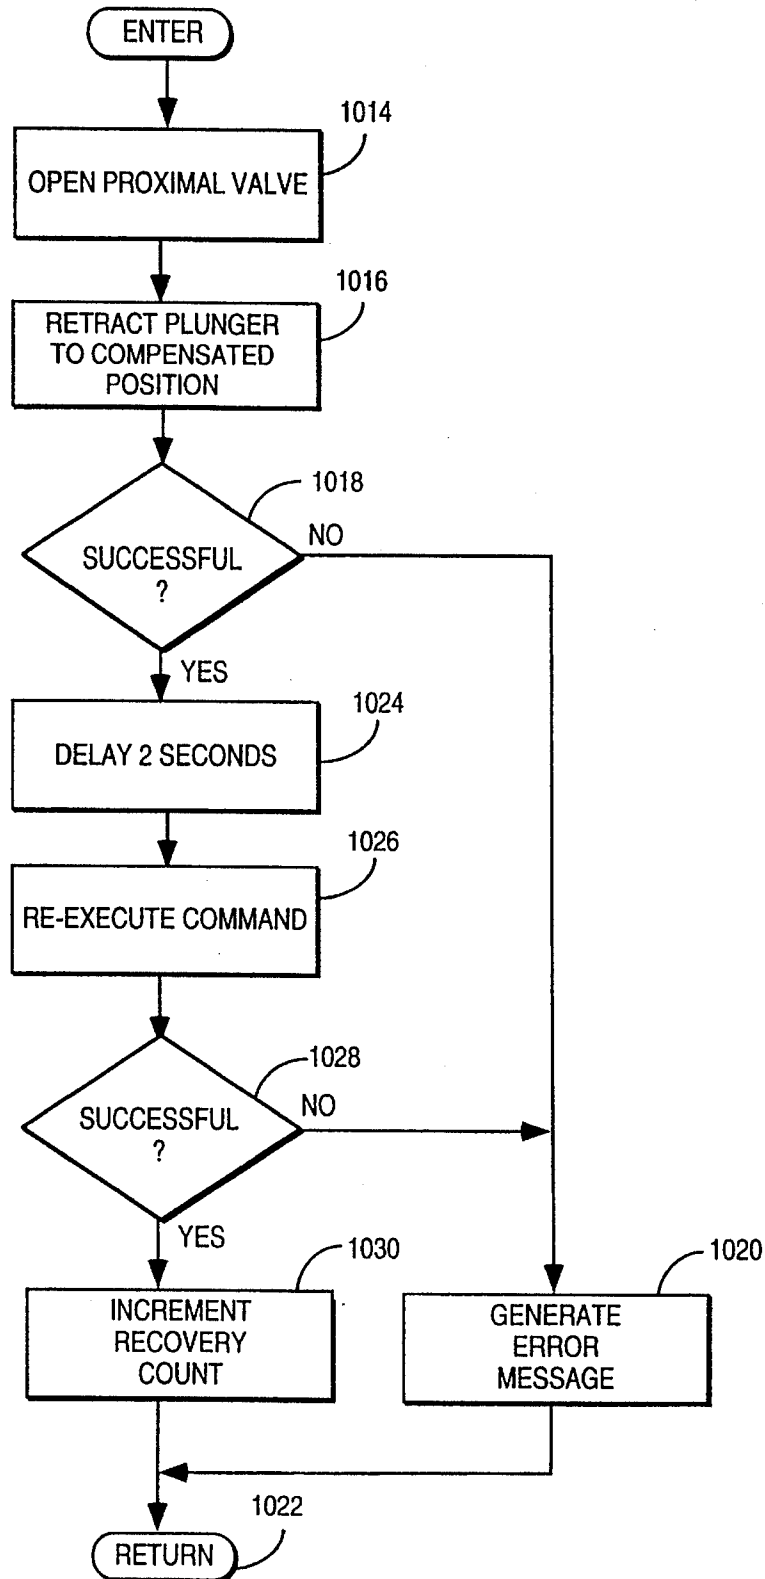 ENTER
1014
OPEN PROXIMAL VALVE
1016
RETRACT PLUNGER
TO COMPENSATED
POSITION
1018
NO
SUCCESSFUL
?
YES
1024
DELAY 2 SECONDS
1026
RE-EXECUTE COMMAND
1028
NO
SUCCESSFUL
?
YES
1030
INCREMENT
RECOVERY
COUNT
1020
GENERATE
ERROR
MESSAGE
1022
RETURN